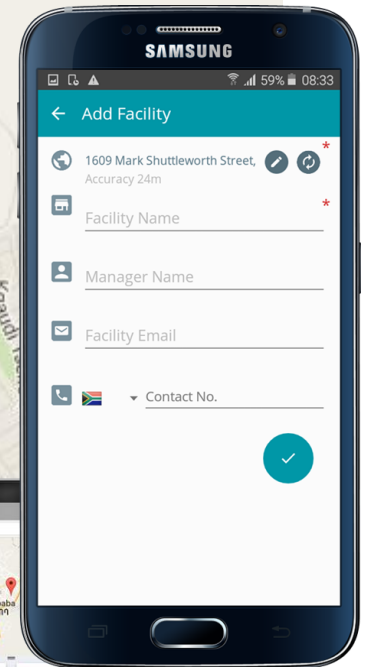 SAMSUNG
59% 08:33
Add Facility
1609 Mark Shuttleworth Street,
*
Accuracy 24m
Facility Name
*
Manager Name
Facility Email
Contact No.